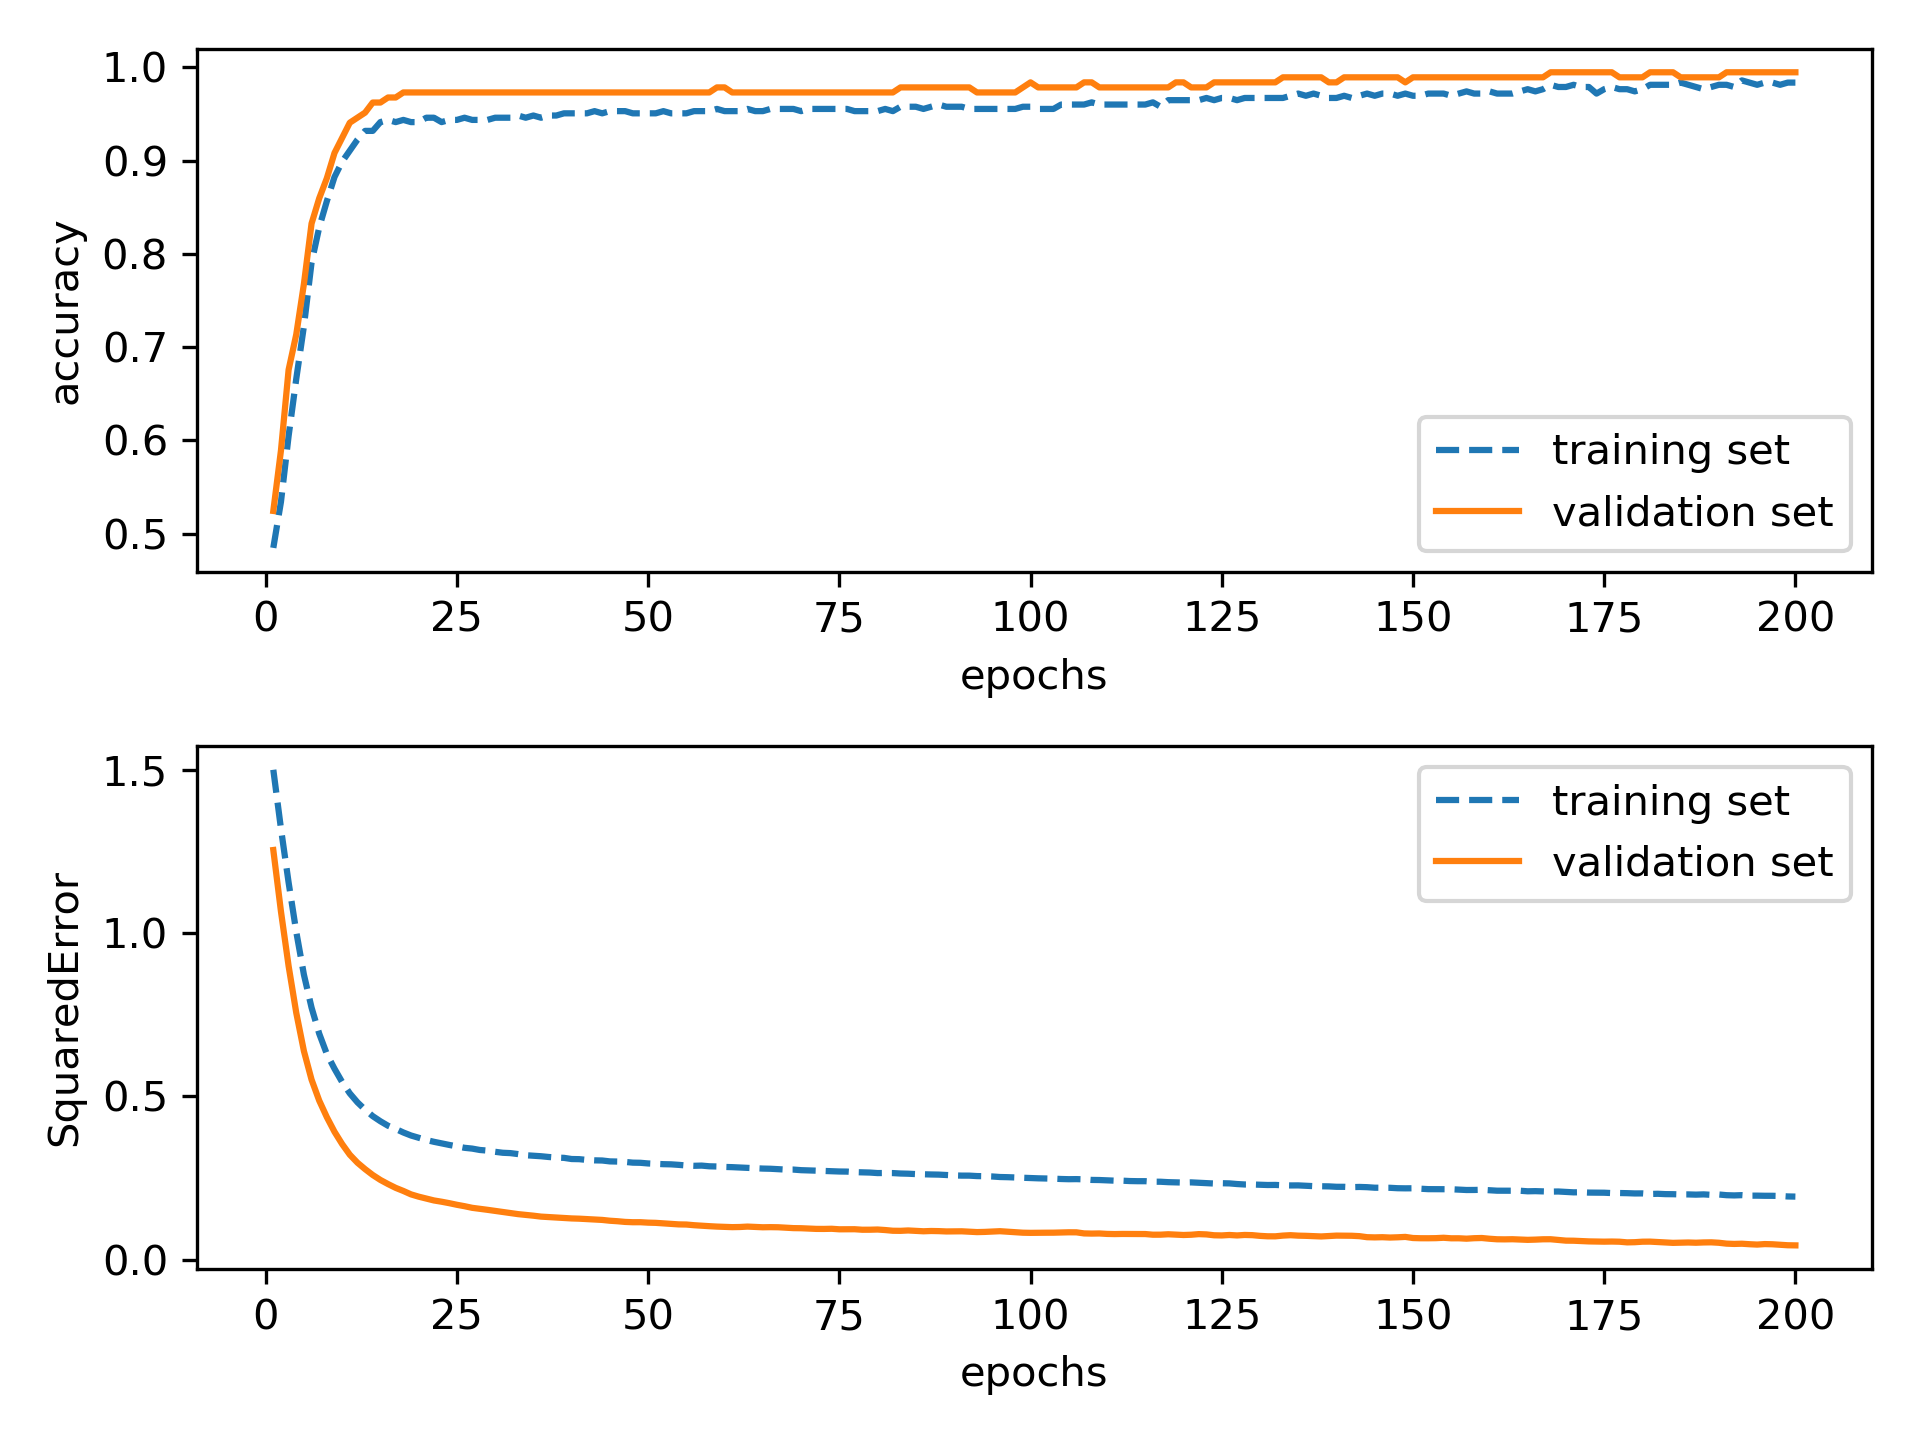 1.0
0.9
0.8
0.7
0.6
0.5
accuracy
training set
validation set
0 25 50 75 100 125 150 175 200
epochs
1.5
1.0
0.5
0.0
SquaredError
training set
validation set
0 25 50 75 100 125 150 175 200
epochs